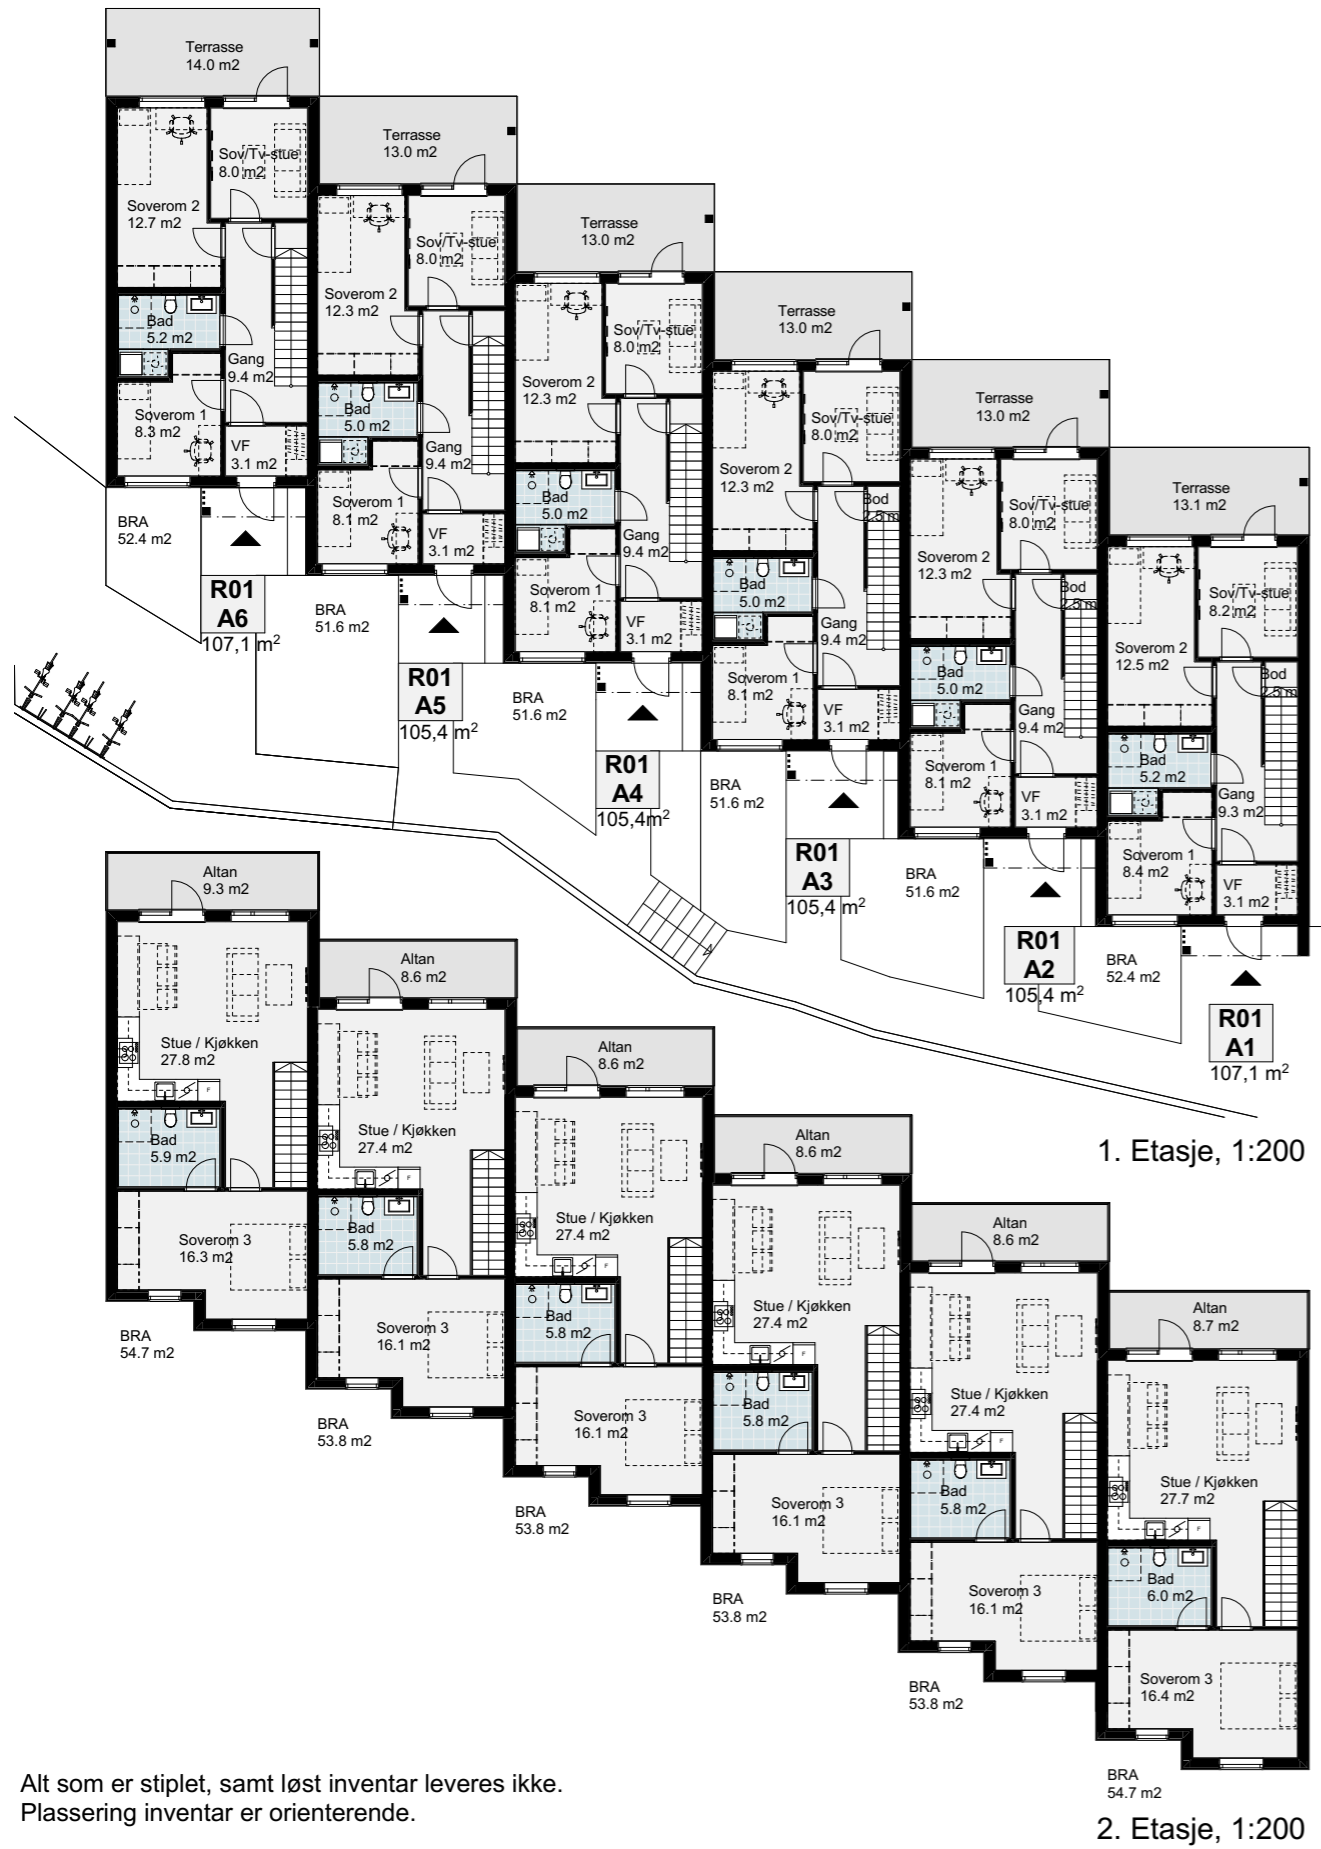 Terrasse
14.0 m2
Sov/Tv-stue
8.0 m2
Soverom 2
12.7 m2
Bad
5.2 m2
Gang
9.4 m2
Soverom 1
8.3 m2
VF
3.1 m2
BRA
52.4 m2
R01
A6
107,1 m²
Terrasse
13.0 m2
Sov/Tv-stue
8.0 m2
Soverom 2
12.3 m2
Bad
5.0 m2
Gang
9.4 m2
Soverom 1
8.1 m2
VF
3.1 m2
BRA
51.6 m2
R01
A5
105,4 m²
Terrasse
13.0 m2
Sov/Tv-stue
8.0 m2
Soverom 2
12.3 m2
Bad
5.0 m2
Gang
9.4 m2
Soverom 1
8.1 m2
VF
3.1 m2
BRA
51.6 m2
R01
A4
105,4m²
Terrasse
13.0 m2
Sov/Tv-stue
8.0 m2
Soverom 2
12.3 m2
Bod
2.5 m
Bad
5.0 m2
Gang
9.4 m2
Soverom 1
8.1 m2
VF
3.1 m2
BRA
51.6 m2
R01
A3
105,4 m²
Terrasse
13.0 m2
Sov/Tv-stue
8.0 m2
Soverom 2
12.3 m2
Bod
2.5 m
Bad
5.0 m2
Gang
9.4 m2
Soverom 1
8.1 m2
VF
3.1 m2
BRA
51.6 m2
R01
A2
105,4 m²
Terrasse
13.1 m2
Sov/Tv-stue
8.2 m2
Soverom 2
12.5 m2
Bod
2.5 m
Bad
5.2 m2
Gang
9.3 m2
Soverom 1
8.4 m2
VF
3.1 m2
BRA
52.4 m2
R01
A1
107,1 m²
1. Etasje, 1:200
Altan
9.3 m2
Stue / Kjøkken
27.8 m2
F
Bad
5.9 m2
Soverom 3
16.3 m2
BRA
54.7 m2
Altan
8.6 m2
Stue / Kjøkken
27.4 m2
F
Bad
5.8 m2
Soverom 3
16.1 m2
BRA
53.8 m2
Altan
8.6 m2
Stue / Kjøkken
27.4 m2
F
Bad
5.8 m2
Soverom 3
16.1 m2
BRA
53.8 m2
Altan
8.6 m2
Stue / Kjøkken
27.4 m2
F
Bad
5.8 m2
Soverom 3
16.1 m2
BRA
53.8 m2
Altan
8.6 m2
Stue / Kjøkken
27.4 m2
F
Bad
5.8 m2
Soverom 3
16.1 m2
BRA
53.8 m2
Altan
8.7 m2
Stue / Kjøkken
27.7 m2
F
Bad
6.0 m2
Soverom 3
16.4 m2
BRA
54.7 m2
Alt som er stiplet, samt løst inventar leveres ikke.
Plassering inventar er orienterende.
2. Etasje, 1:200